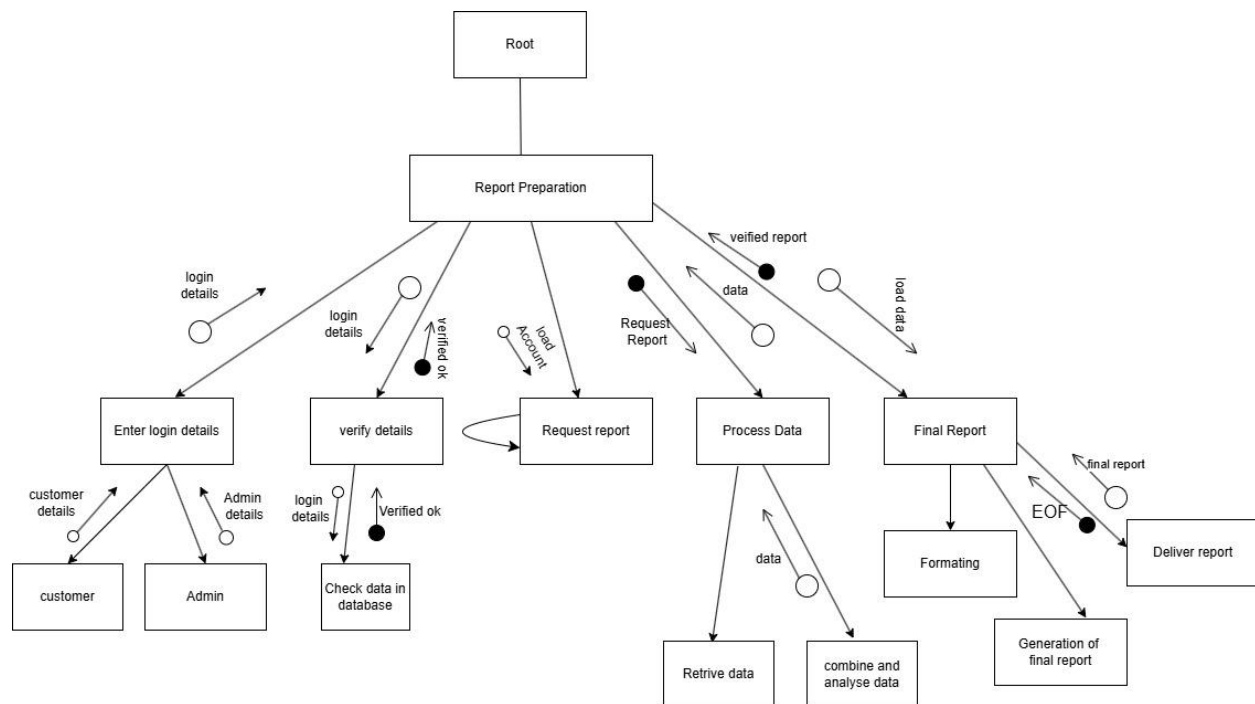 Root
Report Preparation
veified report
login
details
login
details
verified ok
load
Account
Request
Report
data
load data
Enter login details
verify details
Request report
Process Data
Final Report
customer
details
Admin
details
login
details
Verified ok
data
EOF
final report
customer
Admin
Check data in
database
Formating
Deliver report
Retrive data
combine and
analyse data
Generation of
final report